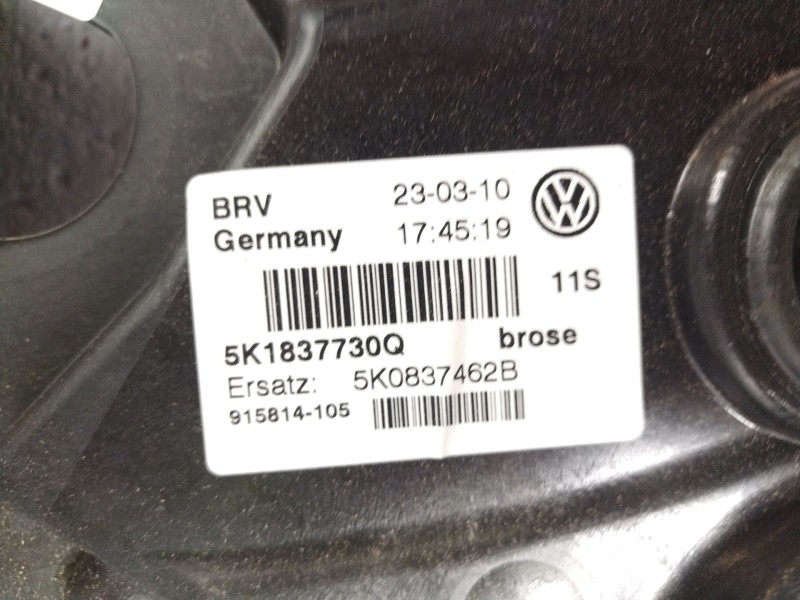 BRV 23-03-10
Germany 17:45:19
11S
5K1837730Q brose
Ersatz: 5K0837462B
915814-105